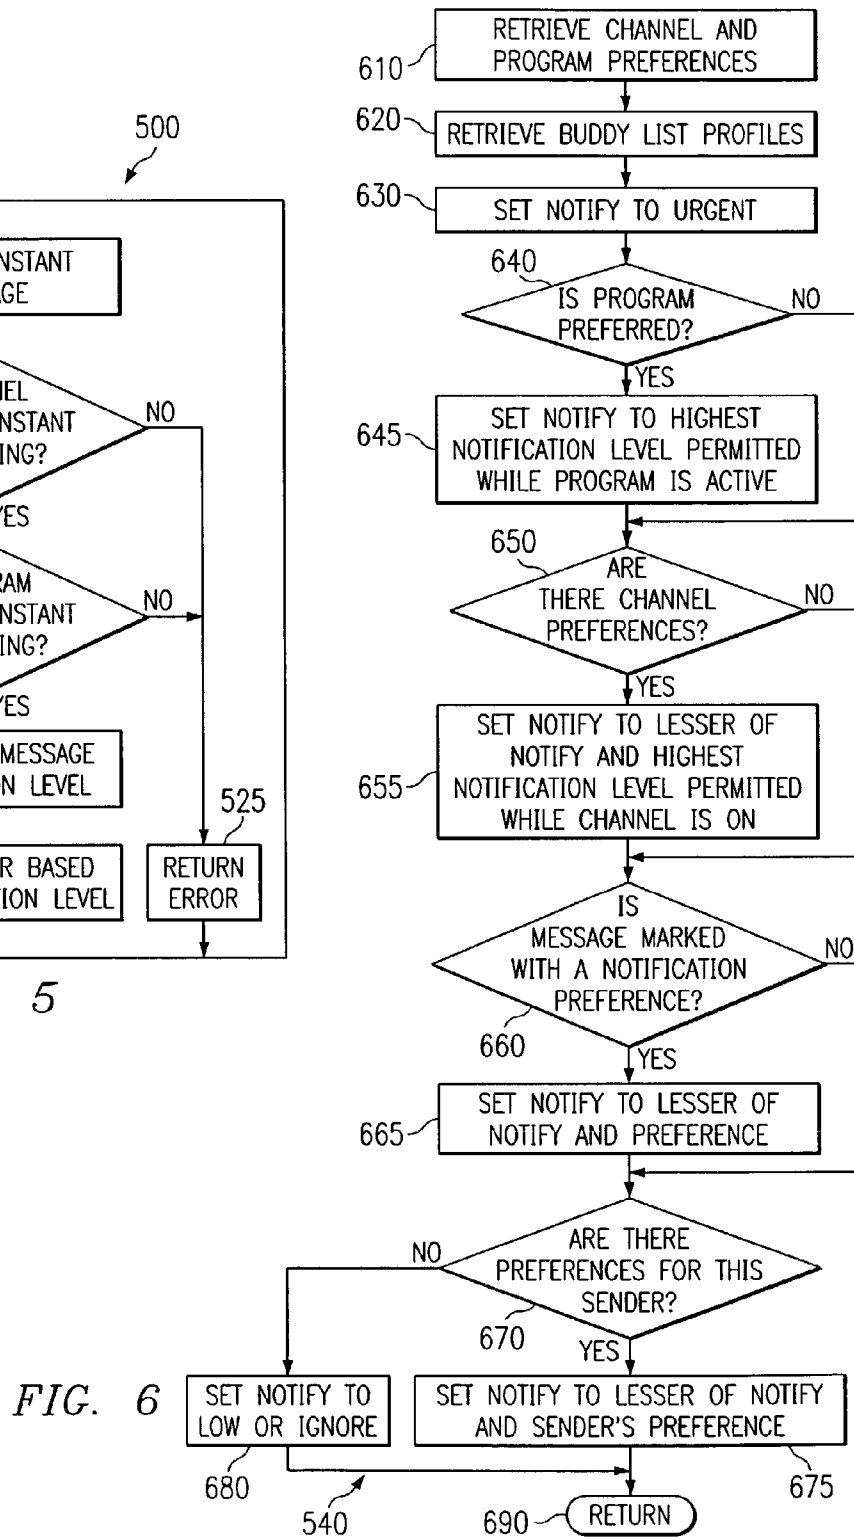 500
NSTANT
AGE
NEL
NSTANT
ING?
NO
YES
RAM
NSTANT
ING?
NO
YES
MESSAGE
ON LEVEL
R BASED
TION LEVEL
525
RETURN
ERROR
5
610
RETRIEVE CHANNEL AND
PROGRAM PREFERENCES
620
RETRIEVE BUDDY LIST PROFILES
630
SET NOTIFY TO URGENT
640
IS PROGRAM
PREFERRED?
NO
YES
645
SET NOTIFY TO HIGHEST
NOTIFICATION LEVEL PERMITTED
WHILE PROGRAM IS ACTIVE
650
ARE
THERE CHANNEL
PREFERENCES?
NO
YES
655
SET NOTIFY TO LESSER OF
NOTIFY AND HIGHEST
NOTIFICATION LEVEL PERMITTED
WHILE CHANNEL IS ON
IS
MESSAGE MARKED
WITH A NOTIFICATION
PREFERENCE?
NO
660
YES
665
SET NOTIFY TO LESSER OF
NOTIFY AND PREFERENCE
ARE THERE
PREFERENCES FOR THIS
SENDER?
NO
670
YES
FIG. 6
SET NOTIFY TO
LOW OR IGNORE
680
SET NOTIFY TO LESSER OF NOTIFY
AND SENDER'S PREFERENCE
675
540
690
RETURN